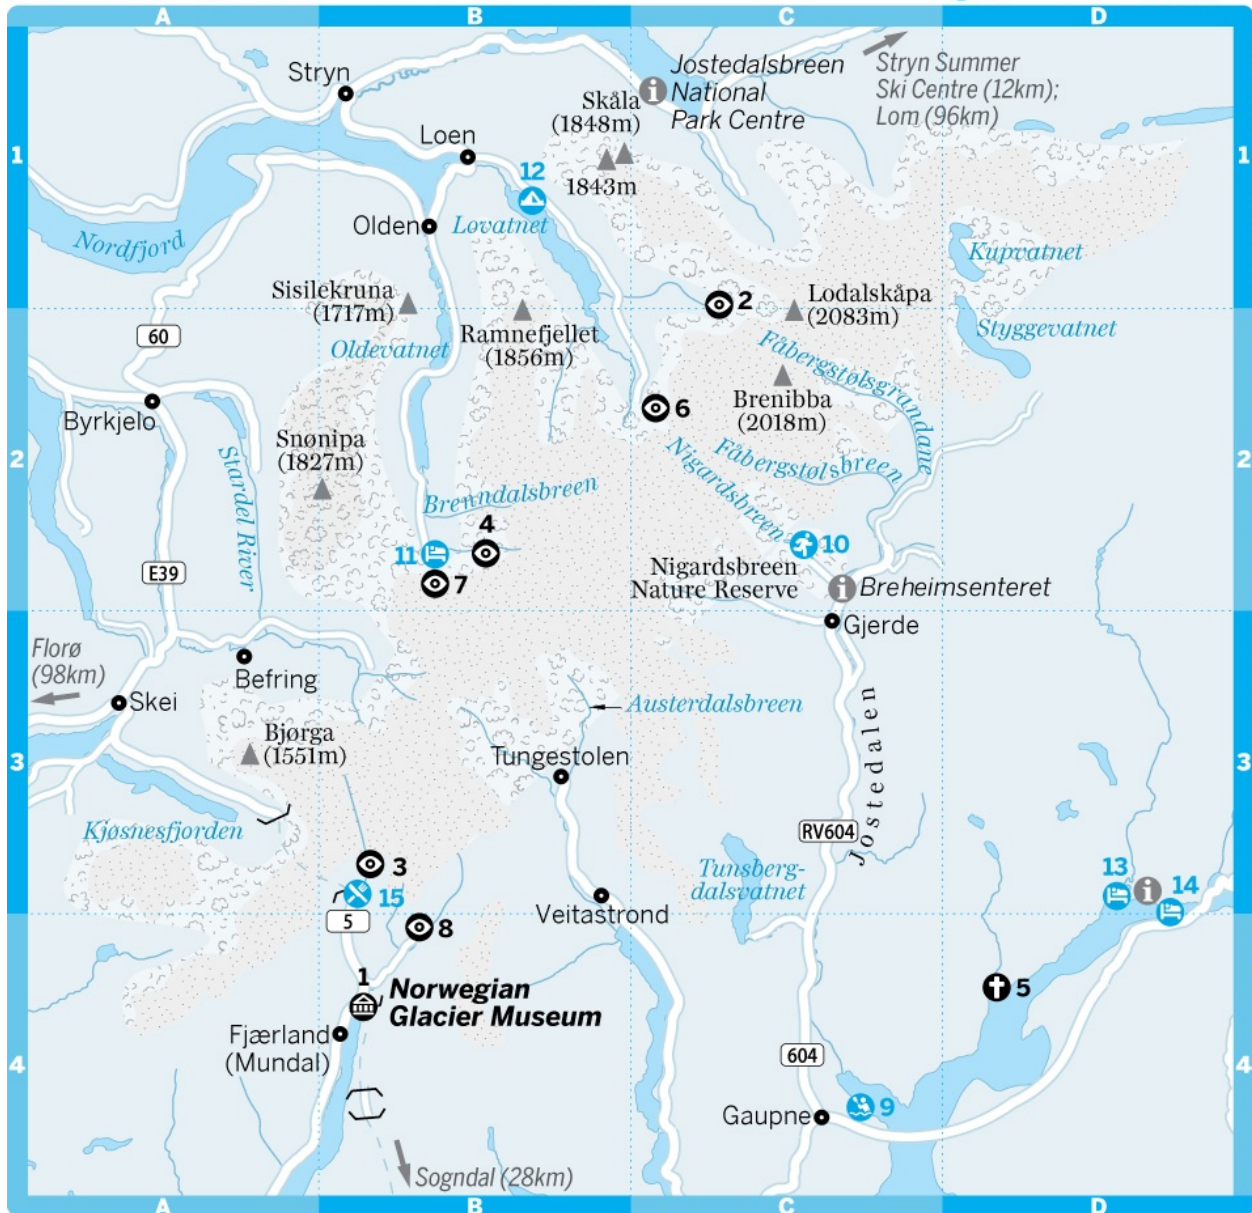 A
B
C
D
1
1
Stryn
Jostedalsbreen
National
Park Centre
Stryn Summer
Ski Centre (12km);
Lom (96km)
Skåla
(1848m)
1843m
Loen
12
Olden
Lovatnet
Nordfjord
Kupvatnet
Sisilekruna
(1717m)
2
Lodalskåpa
(2083m)
Styggevatnet
Ramnefjellet
(1856m)
Oldevatnet
60
Fåbergstølsgrandane
Brenibba
(2018m)
6
Byrkjelo
2
2
Snønipa
(1827m)
Stardel River
Fåbergstølsbreen
Nigardsbreen
Brenndalsbreen
4
10
11
7
E39
Nigardsbreen
Nature Reserve
Breheimsenteret
Gjerde
Florø
(98km)
Befring
Skei
Austerdalsbreen
Bjørga
(1551m)
Tungestolen
3
3
Jostedalen
RV604
Kjøsnesfjorden
3
15
Tunsberg-
dalsvatnet
13
14
Veitastrond
5
8
1
Norwegian
Glacier Museum
5
Fjærland
(Mundal)
4
4
604
Gaupne
9
Sogndal (28km)
A
B
C
D